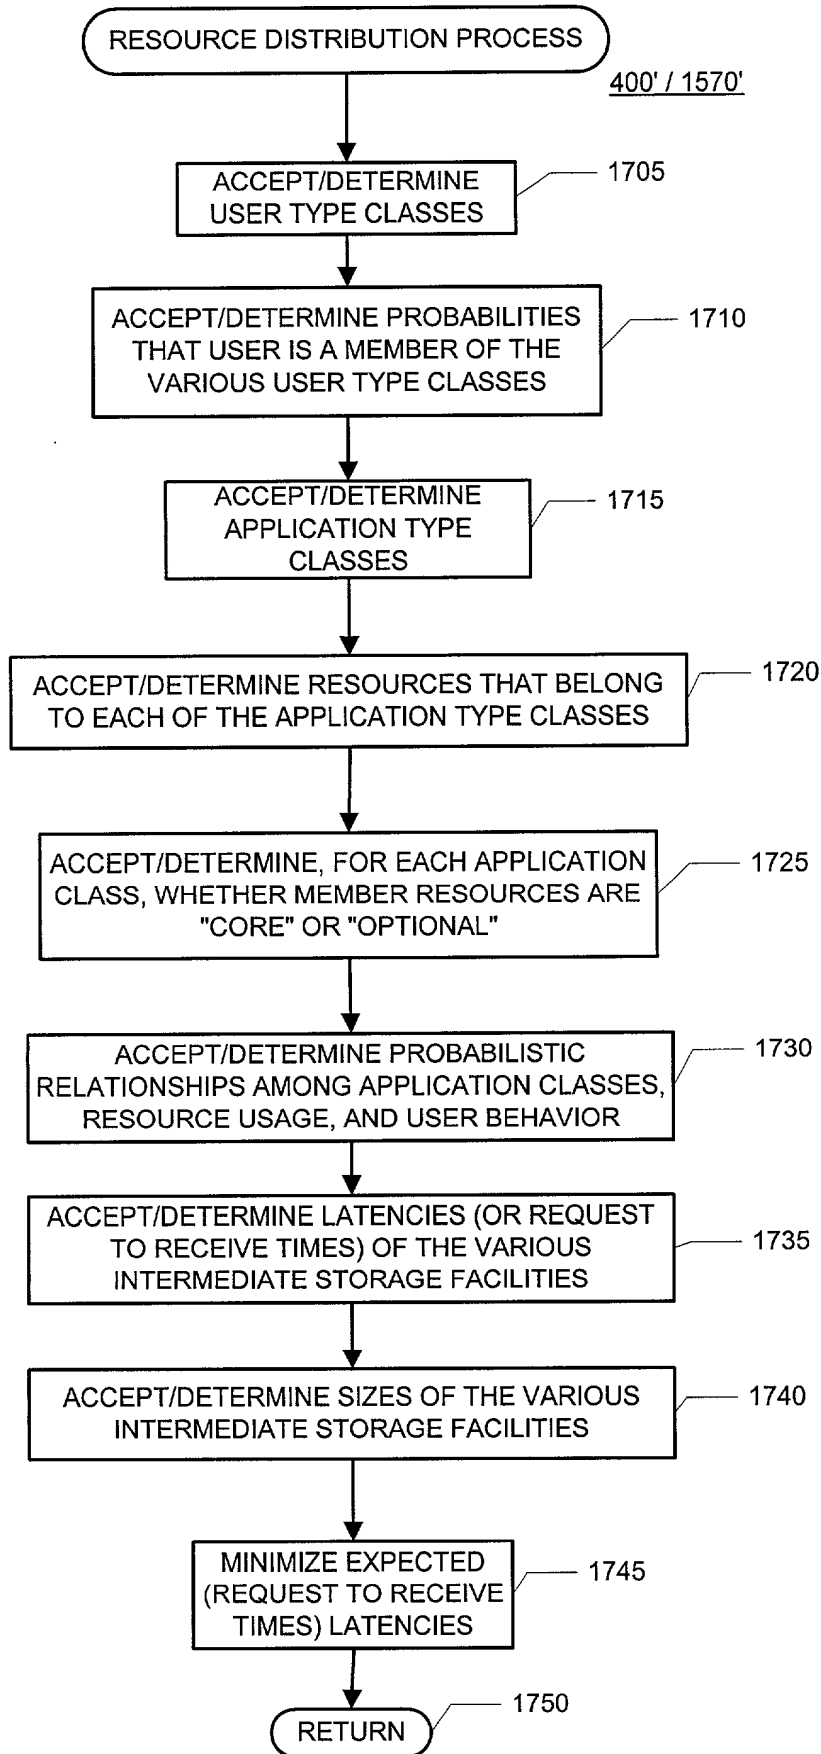 RESOURCE DISTRIBUTION PROCESS
400' / 1570'
ACCEPT/DETERMINE
USER TYPE CLASSES
1705
ACCEPT/DETERMINE PROBABILITIES
THAT USER IS A MEMBER OF THE
VARIOUS USER TYPE CLASSES
1710
ACCEPT/DETERMINE
APPLICATION TYPE
CLASSES
1715
ACCEPT/DETERMINE RESOURCES THAT BELONG
TO EACH OF THE APPLICATION TYPE CLASSES
1720
ACCEPT/DETERMINE, FOR EACH APPLICATION
CLASS, WHETHER MEMBER RESOURCES ARE
"CORE" OR "OPTIONAL"
1725
ACCEPT/DETERMINE PROBABILISTIC
RELATIONSHIPS AMONG APPLICATION CLASSES,
RESOURCE USAGE, AND USER BEHAVIOR
1730
ACCEPT/DETERMINE LATENCIES (OR REQUEST
TO RECEIVE TIMES) OF THE VARIOUS
INTERMEDIATE STORAGE FACILITIES
1735
ACCEPT/DETERMINE SIZES OF THE VARIOUS
INTERMEDIATE STORAGE FACILITIES
1740
MINIMIZE EXPECTED
(REQUEST TO RECEIVE
TIMES) LATENCIES
1745
RETURN
1750